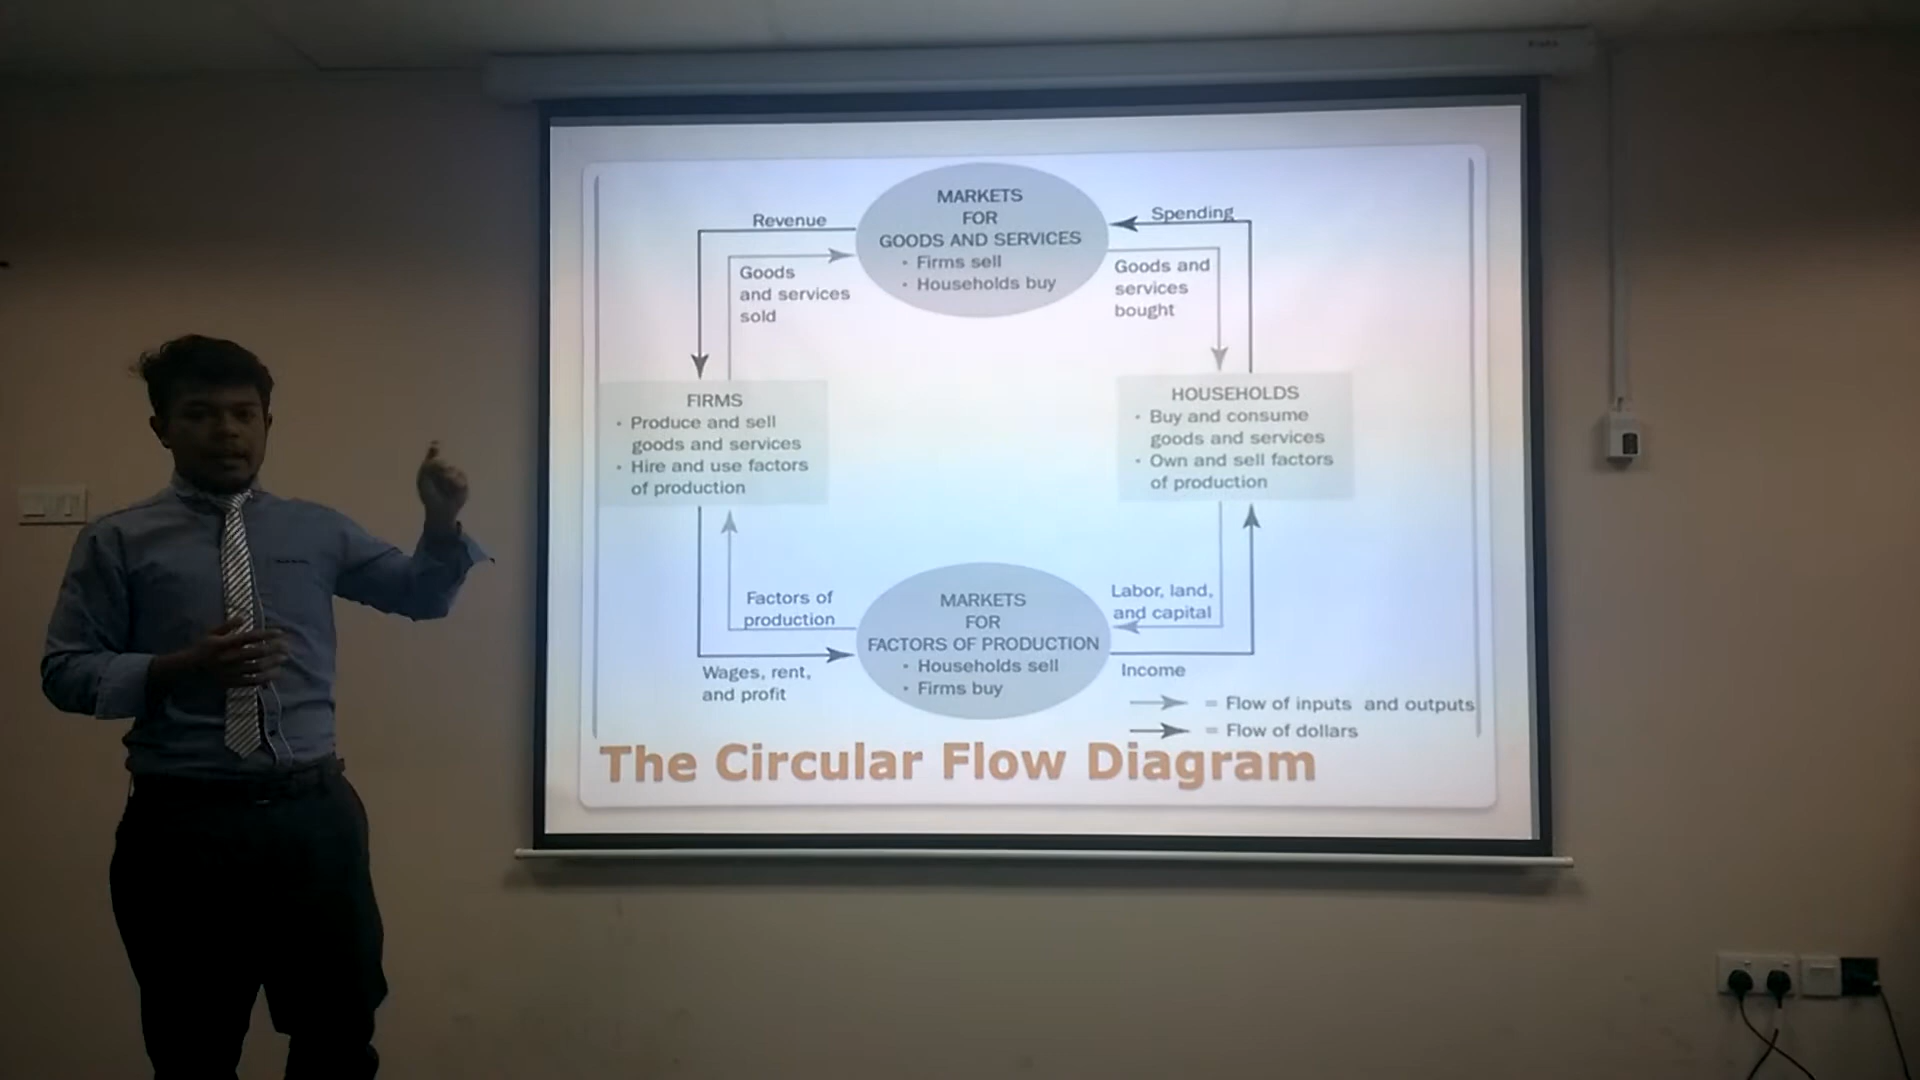 MARKETS
FOR
GOODS AND SERVICES
• Firms sell
• Households buy
Revenue
Goods
and services
sold
Spending
Goods and
services
bought
FIRMS
• Produce and sell
goods and services
• Hire and use factors
of production
HOUSEHOLDS
• Buy and consume
goods and services
• Own and sell factors
of production
Factors of
production
Wages, rent,
and profit
MARKETS
FOR
FACTORS OF PRODUCTION
• Households sell
• Firms buy
Labor, land,
and capital
Income
= Flow of inputs and outputs
= Flow of dollars
The Circular Flow Diagram